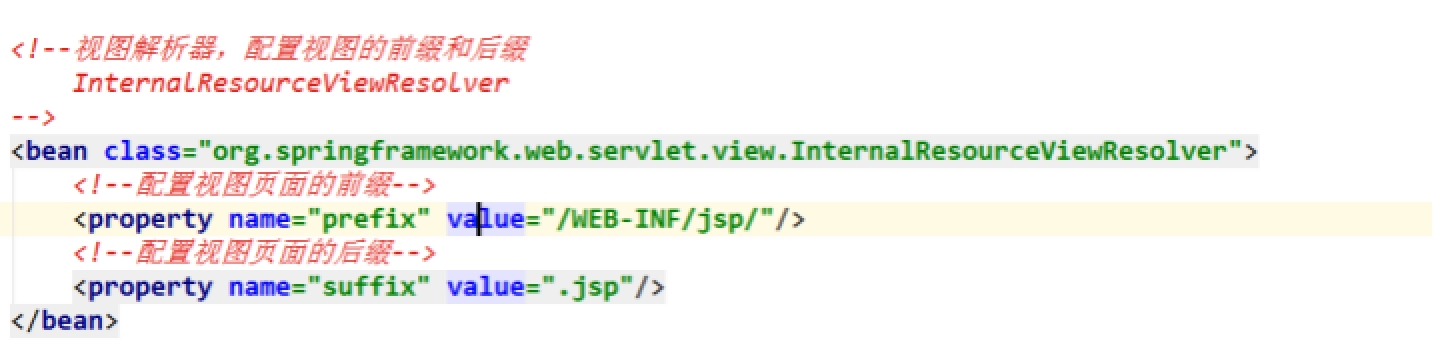 <!--视图解析器，配置视图的前缀和后缀
InternalResourceViewResolver
-->
<bean class="org.springframework.web.servlet.view.InternalResourceViewResolver">
<!--配置视图页面的前缀-->
<property name="prefix" value="/WEB-INF/jsp/"/>
<!--配置视图页面的后缀-->
<property name="suffix" value=".jsp"/>
</bean>